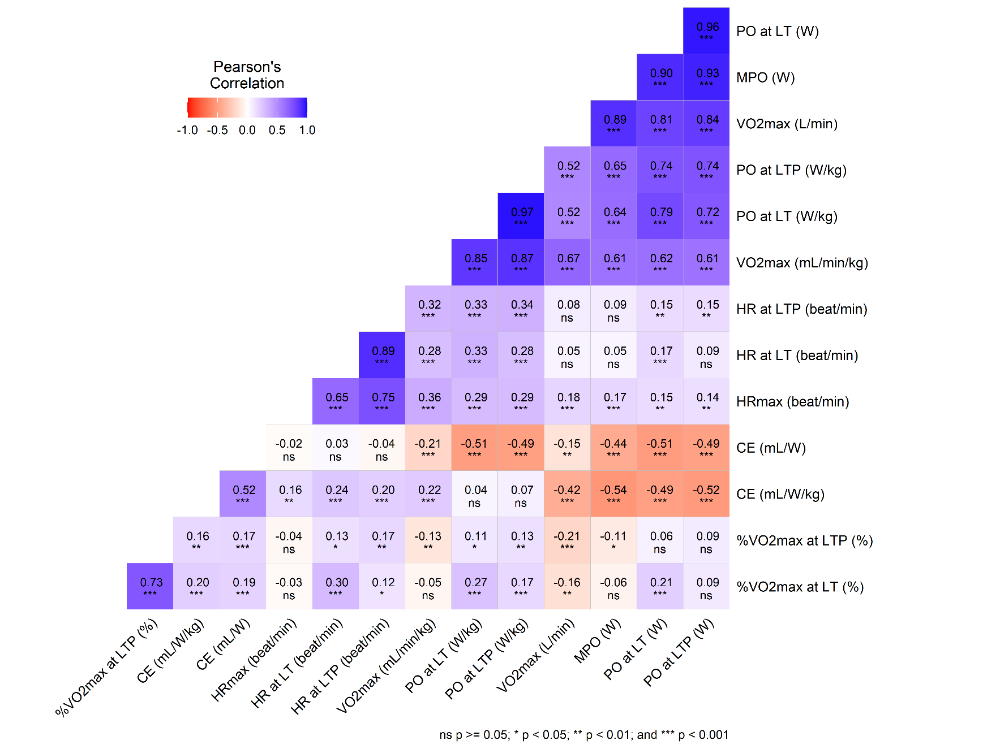 0.96
***
PO at LT (W)
Pearson's
Correlation
-1.0 -0.5 0.0 0.5 1.0
0.90 0.93
*** ***
MPO (W)
0.89 0.81 0.84
*** *** ***
VO2max (L/min)
0.52 0.65 0.74 0.74
*** *** *** ***
PO at LTP (W/kg)
0.97 0.52 0.64 0.79 0.72
*** *** *** *** ***
PO at LT (W/kg)
0.85 0.87 0.67 0.61 0.62 0.61
*** *** *** *** *** ***
VO2max (mL/min/kg)
0.32 0.33 0.34 0.08 0.09 0.15 0.15
*** *** *** ns ns ** **
HR at LTP (beat/min)
0.89 0.28 0.33 0.28 0.05 0.05 0.17 0.09
*** *** *** *** ns ns *** ns
HR at LT (beat/min)
0.65 0.75 0.36 0.29 0.29 0.18 0.17 0.15 0.14
*** *** *** *** *** *** *** ** **
HRmax (beat/min)
-0.02 0.03 -0.04 -0.21 -0.51 -0.49 -0.15 -0.44 -0.51 -0.49
ns ns ns *** *** *** ** *** *** ***
CE (mL/W)
0.52 0.16 0.24 0.20 0.22 0.04 0.07 -0.42 -0.54 -0.49 -0.52
*** ** *** *** *** ns ns *** *** *** ***
CE (mL/W/kg)
0.16 0.17 -0.04 0.13 0.17 -0.13 0.11 0.13 -0.21 -0.11 0.06 0.09
** *** ns * ** ** * ** *** * ns ns
%VO2max at LTP (%)
0.73 0.20 0.19 -0.03 0.30 0.12 -0.05 0.27 0.17 -0.16 -0.06 0.21 0.09
*** *** *** ns *** * ns *** *** ** ns *** ns
%VO2max at LT (%)
%VO2max at LTP (%)
CE (mL/W/kg)
CE (mL/W)
HRmax (beat/min)
HR at LT (beat/min)
HR at LTP (beat/min)
VO2max (mL/min/kg)
PO at LT (W/kg)
PO at LTP (W/kg)
VO2max (L/min)
MPO (W)
PO at LT (W)
PO at LTP (W)
ns p >= 0.05; * p < 0.05; ** p < 0.01; and *** p < 0.001